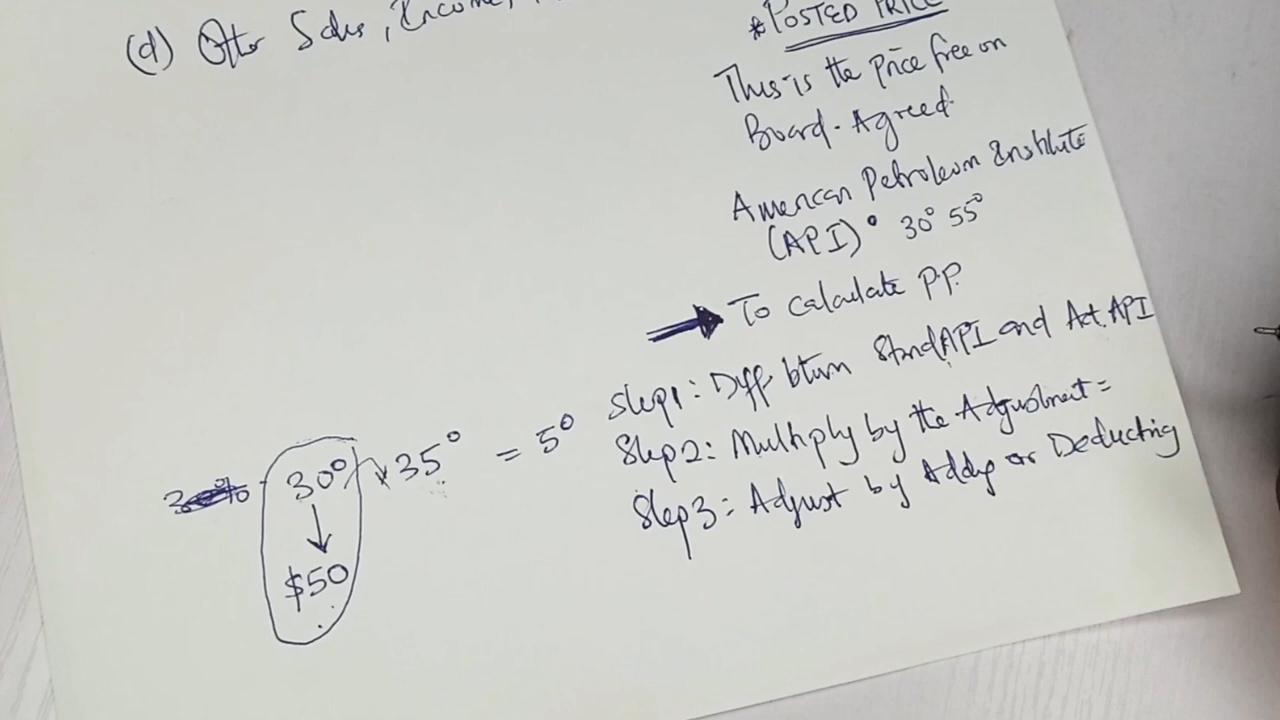 (d) Other Sales, Income,
*POSTED PRICE
This is the Price free on
Board - Agreed
American Petroleum Institute
(API)° 30° 55°
To calculate P.P.
Step1: Diff btwn Stand API and Act. API
Step2: Multiply by the Adjustment =
Step3: Adjust by Addg or Deducting
30° 35° = 5°
$50